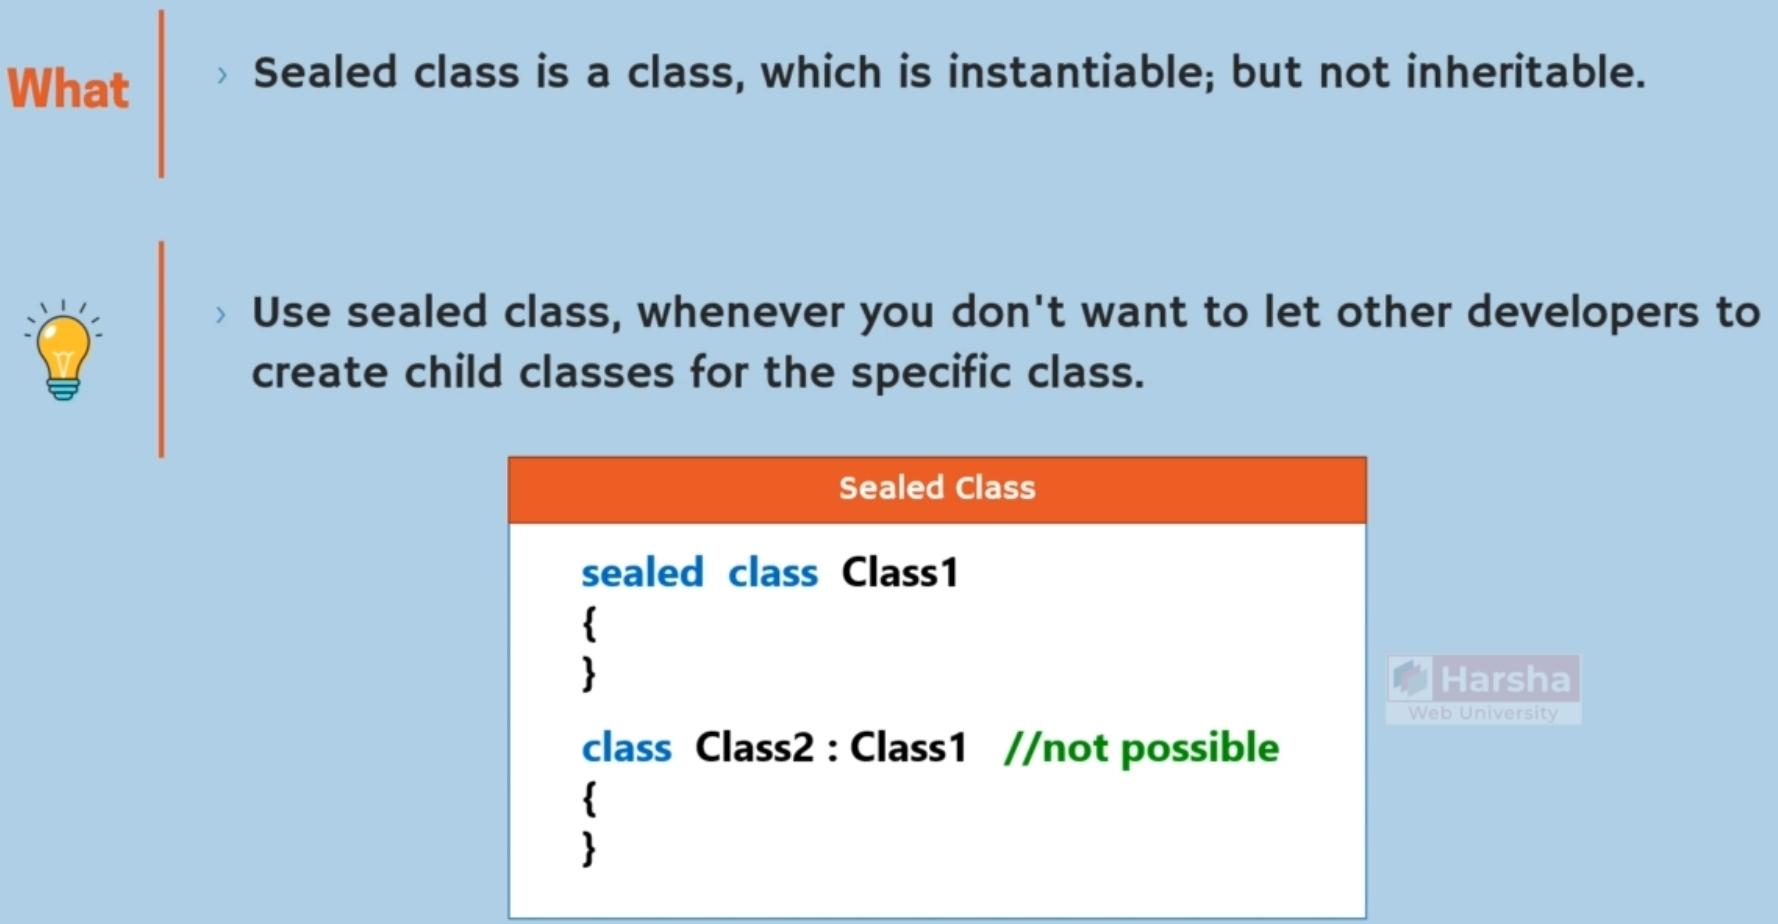 What
Sealed class is a class, which is instantiable; but not inheritable.
Use sealed class, whenever you don't want to let other developers to
create child classes for the specific class.
Sealed Class
sealed class Class1
{
}
class Class2 : Class1 //not possible
{
}
Harsha
Web University